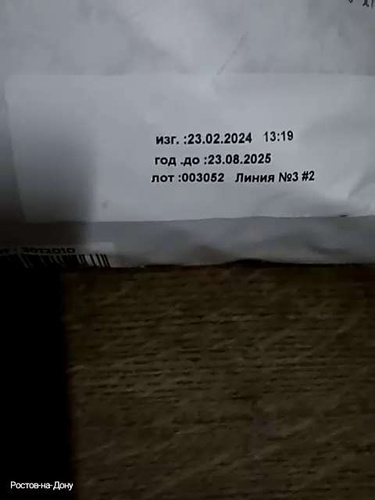 изг. :23.02.2024 13:19
год .до :23.08.2025
лот :003052 Линия №3 #2
Ростов-на-Дону